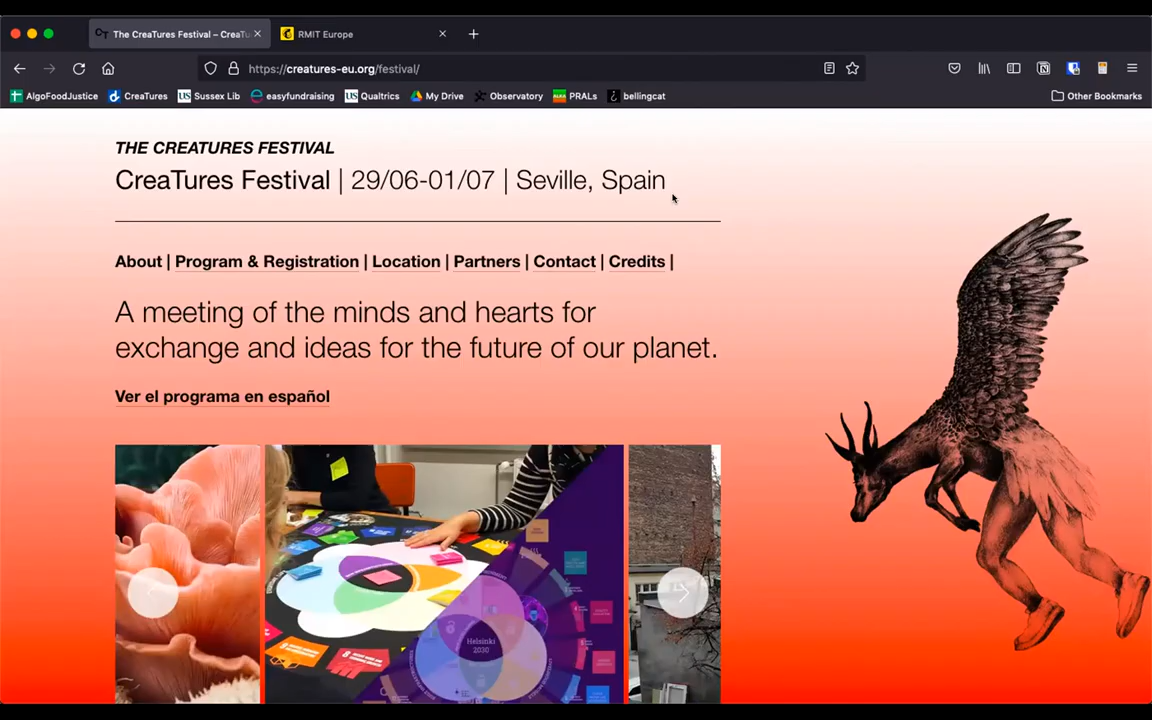 The CreaTures Festival – CreaTu
RMIT Europe
https://creatures-eu.org/festival/
AlgoFoodJustice
CreaTures
US Sussex Lib
easyfundraising
US Qualtrics
My Drive
Observatory
PRALs
bellingcat
Other Bookmarks
THE CREATURES FESTIVAL
CreaTures Festival | 29/06-01/07 | Seville, Spain
About | Program & Registration | Location | Partners | Contact | Credits |
A meeting of the minds and hearts for
exchange and ideas for the future of our planet.
Ver el programa en español
Helsinki
2030